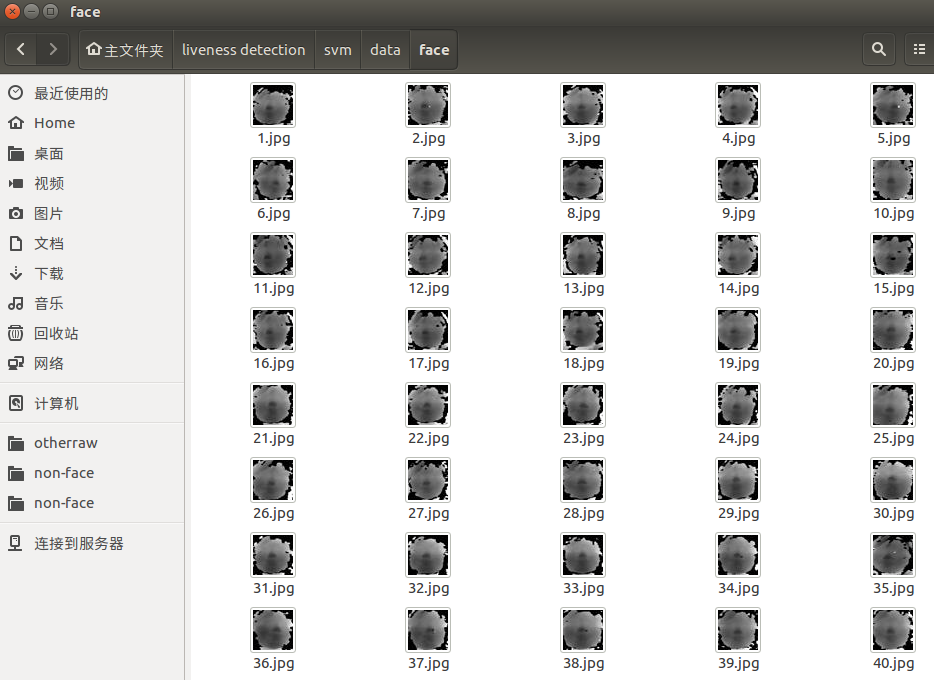 face
主文件夹 liveness detection svm data face
最近使用的
Home
桌面
视频
图片
文档
下载
音乐
回收站
网络
计算机
otherraw
non-face
non-face
连接到服务器
1.jpg 2.jpg 3.jpg 4.jpg 5.jpg
6.jpg 7.jpg 8.jpg 9.jpg 10.jpg
11.jpg 12.jpg 13.jpg 14.jpg 15.jpg
16.jpg 17.jpg 18.jpg 19.jpg 20.jpg
21.jpg 22.jpg 23.jpg 24.jpg 25.jpg
26.jpg 27.jpg 28.jpg 29.jpg 30.jpg
31.jpg 32.jpg 33.jpg 34.jpg 35.jpg
36.jpg 37.jpg 38.jpg 39.jpg 40.jpg